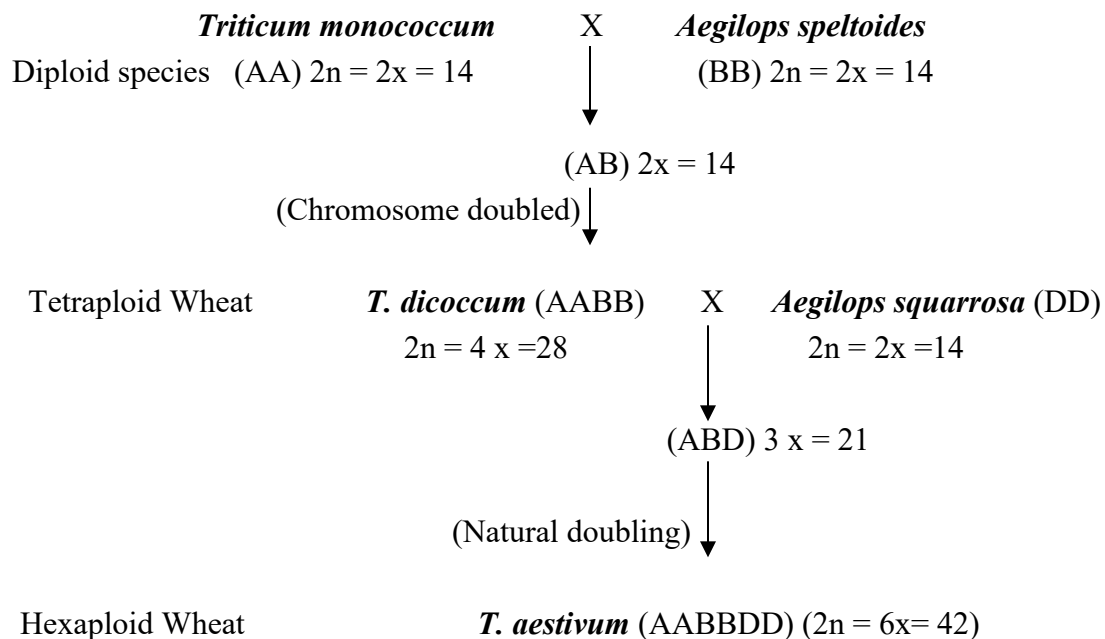 Triticum monococcum X Aegilops speltoides
Diploid species (AA) 2n = 2x = 14 (BB) 2n = 2x = 14
(AB) 2x = 14
(Chromosome doubled)
Tetraploid Wheat T. dicoccum (AABB) X Aegilops squarrosa (DD)
2n = 4 x =28 2n = 2x =14
(ABD) 3 x = 21
(Natural doubling)
Hexaploid Wheat T. aestivum (AABBDD) (2n = 6x= 42)